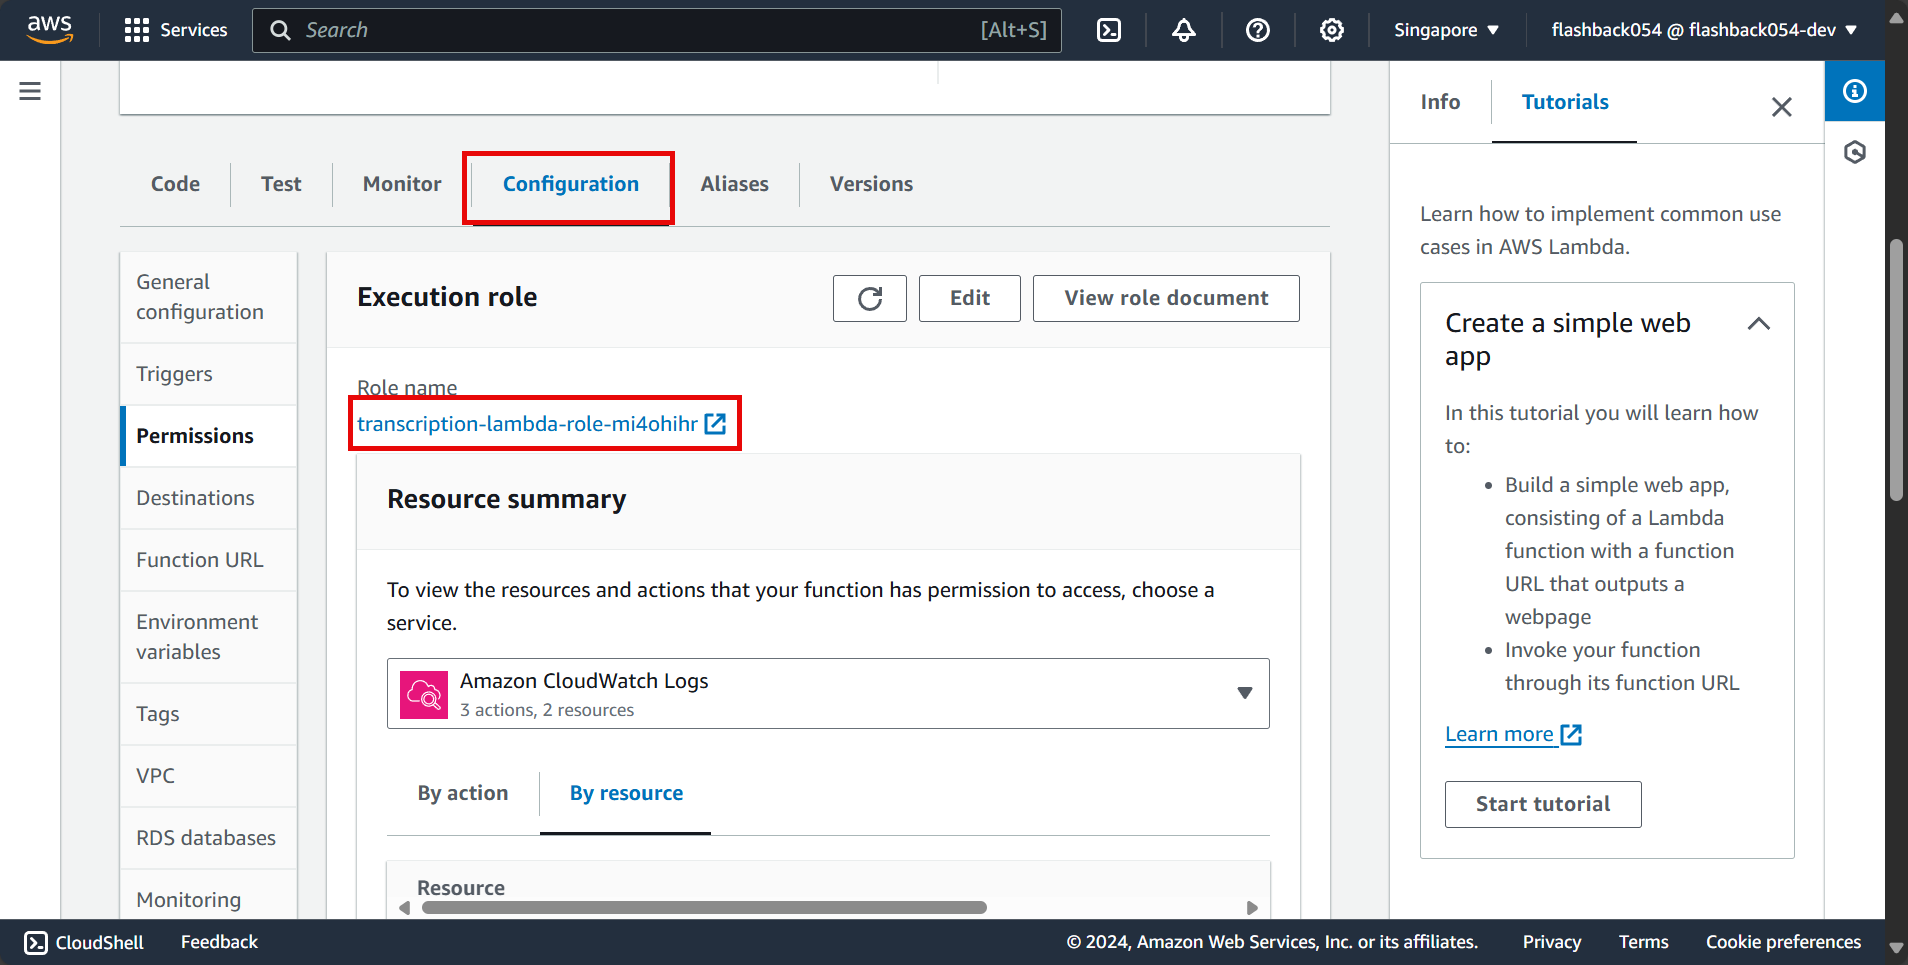 aws
Services
Search
[Alt+S]
Singapore ▼
flashback054 @ flashback054-dev ▼
Code
Test
Monitor
Configuration
Aliases
Versions
General
configuration
Triggers
Permissions
Destinations
Function URL
Environment
variables
Tags
VPC
RDS databases
Monitoring
Execution role
Edit
View role document
Role name
transcription-lambda-role-mi4ohihr
Resource summary
To view the resources and actions that your function has permission to access, choose a
service.
Amazon CloudWatch Logs
3 actions, 2 resources
By action
By resource
Resource
Info
Tutorials
Learn how to implement common use
cases in AWS Lambda.
Create a simple web
app
In this tutorial you will learn how
to:
• Build a simple web app,
consisting of a Lambda
function with a function
URL that outputs a
webpage
• Invoke your function
through its function URL
Learn more
Start tutorial
CloudShell
Feedback
© 2024, Amazon Web Services, Inc. or its affiliates.
Privacy
Terms
Cookie preferences